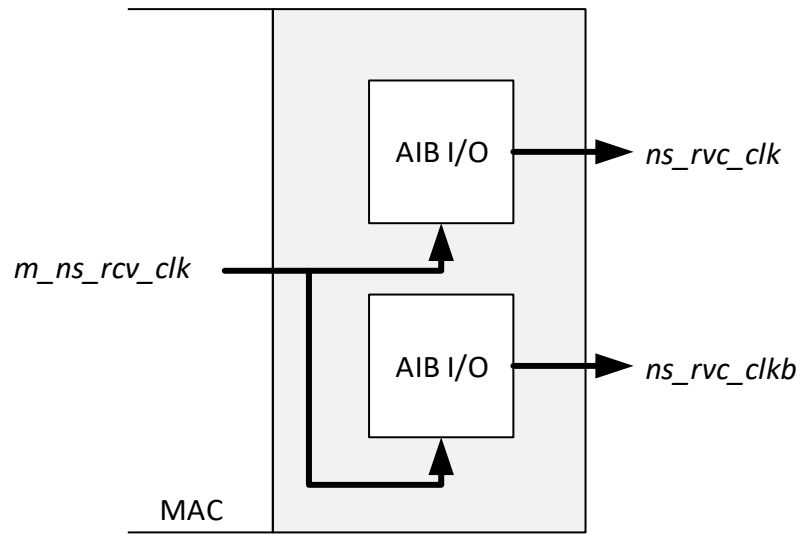 AIB I/O
ns_rvc_clk
m_ns_rcv_clk
AIB I/O
ns_rvc_clkb
MAC